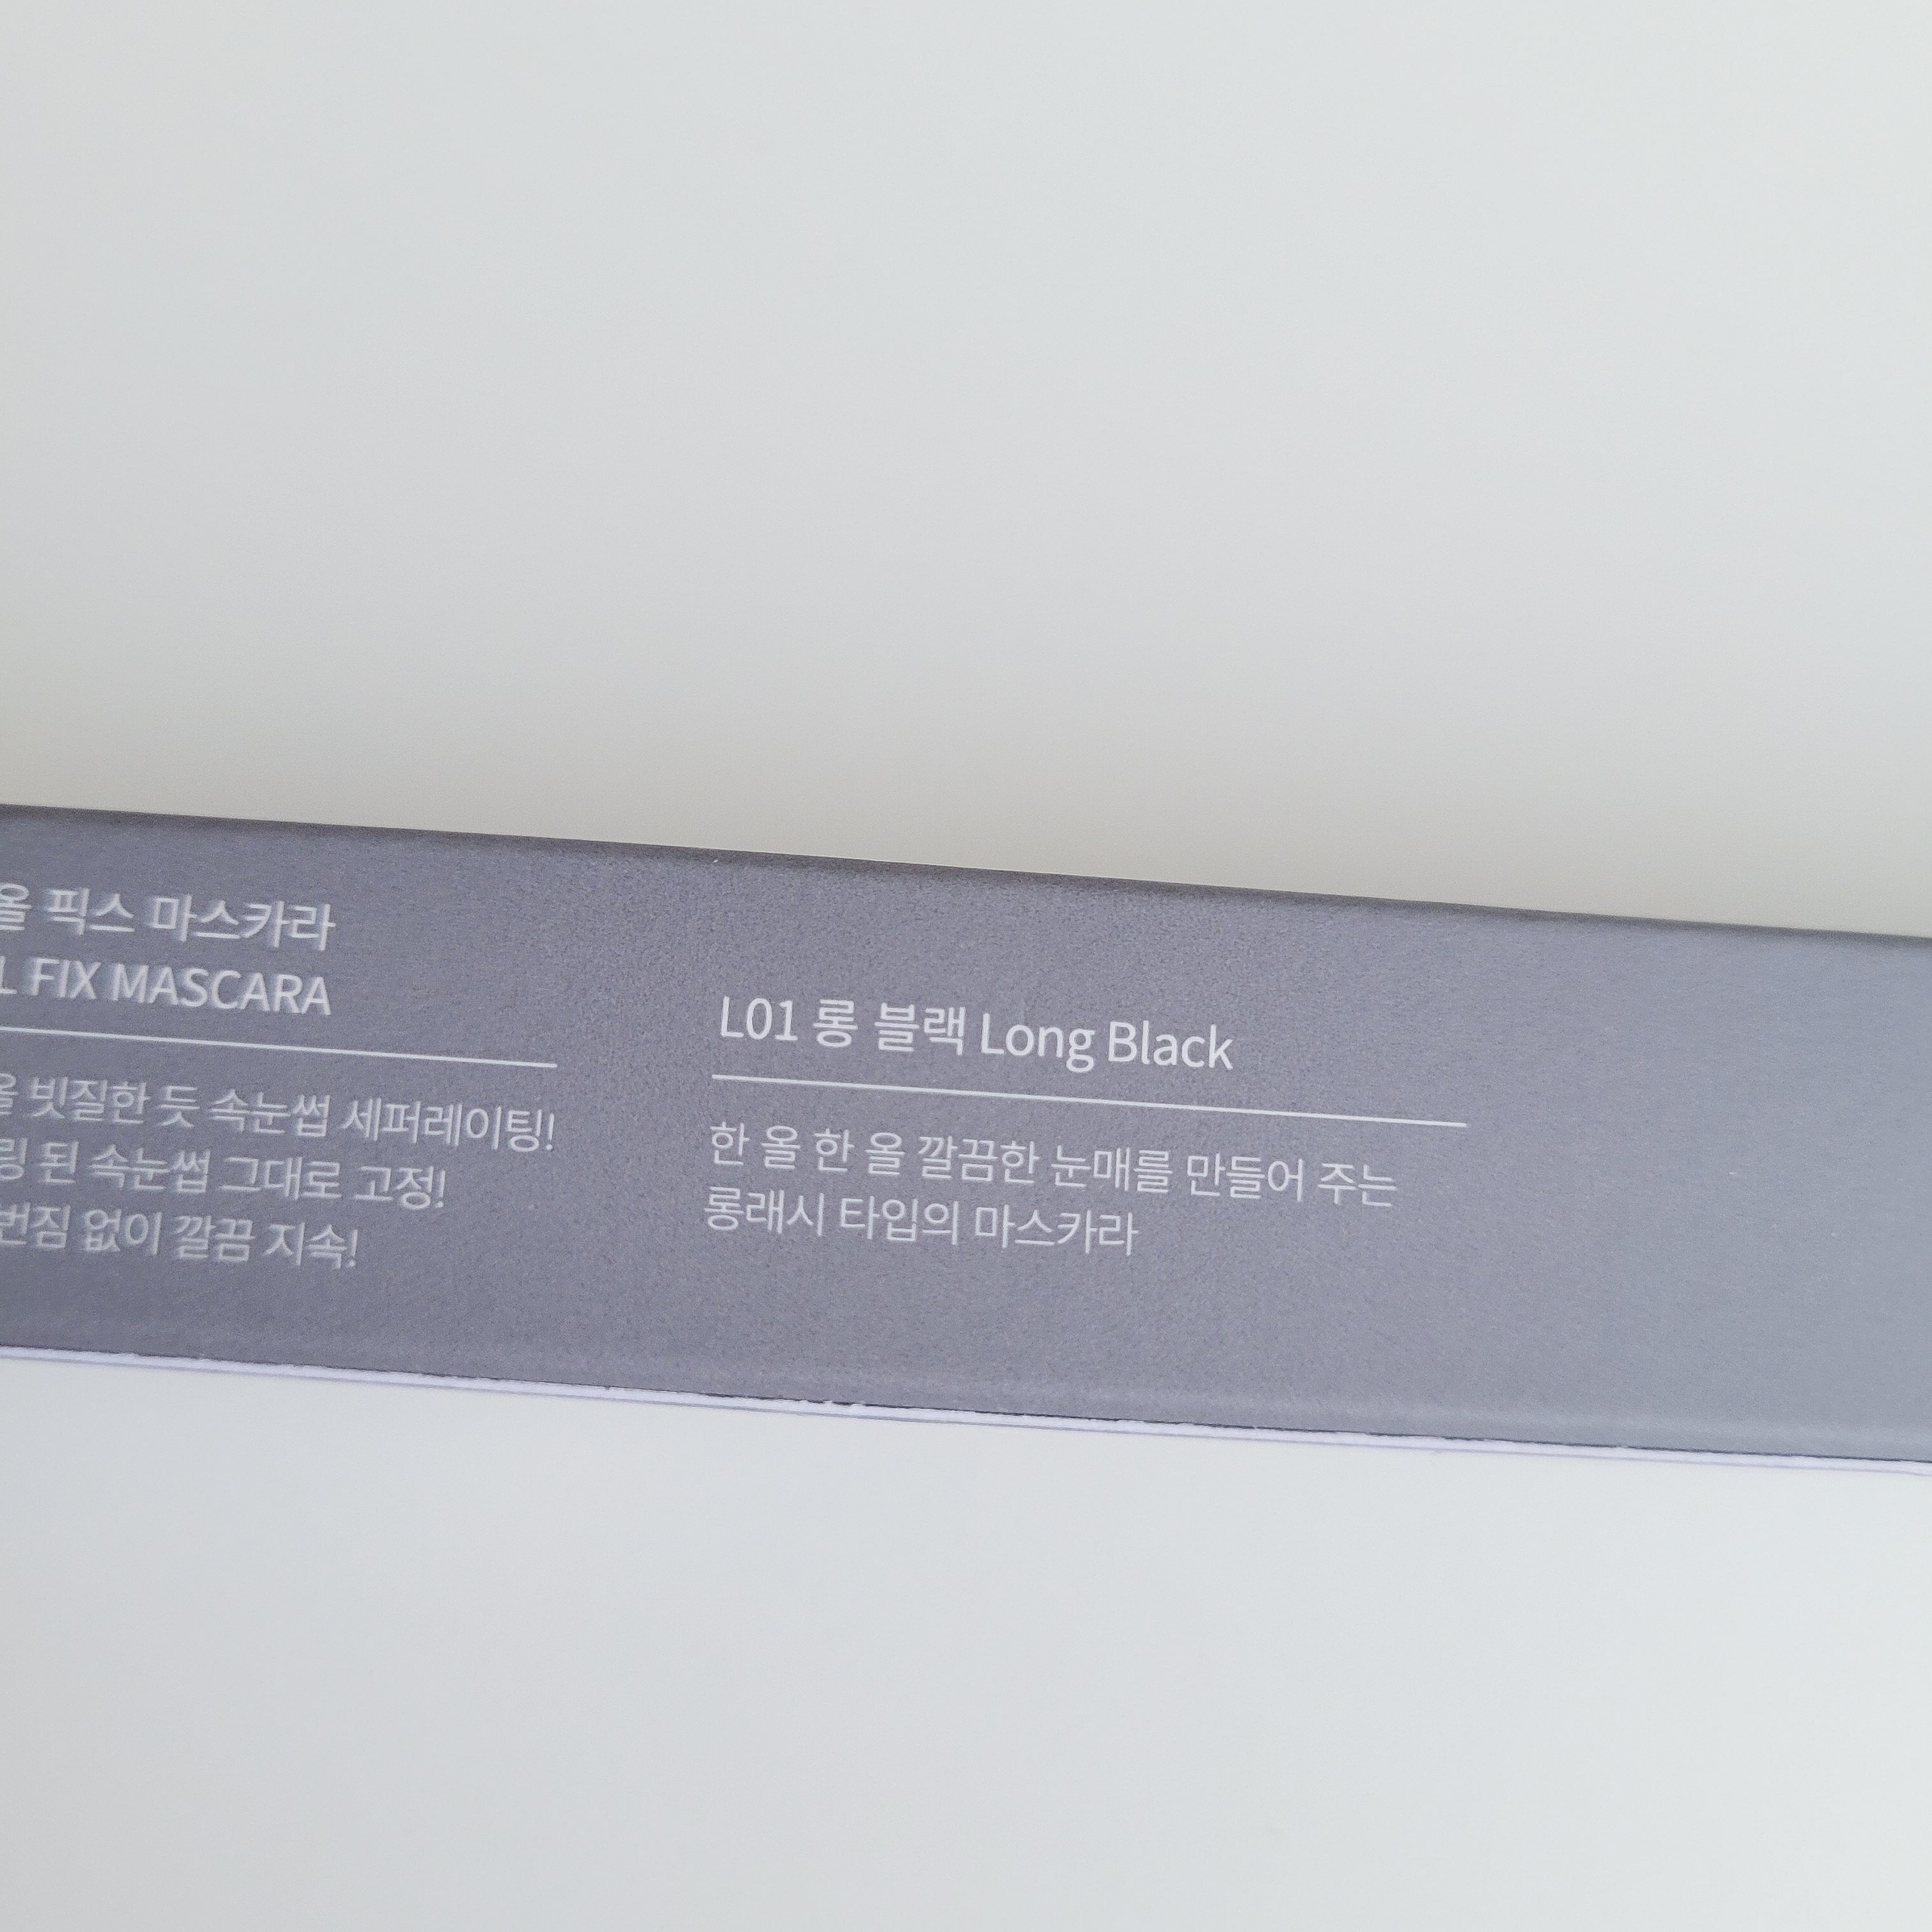 올 픽스 마스카라
L FIX MASCARA
올 빗질한 듯 속눈썹 세퍼레이팅!
링 된 속눈썹 그대로 고정!
번짐 없이 깔끔 지속!
L01 롱 블랙 Long Black
한 올 한 올 깔끔한 눈매를 만들어 주는
롱래시 타입의 마스카라